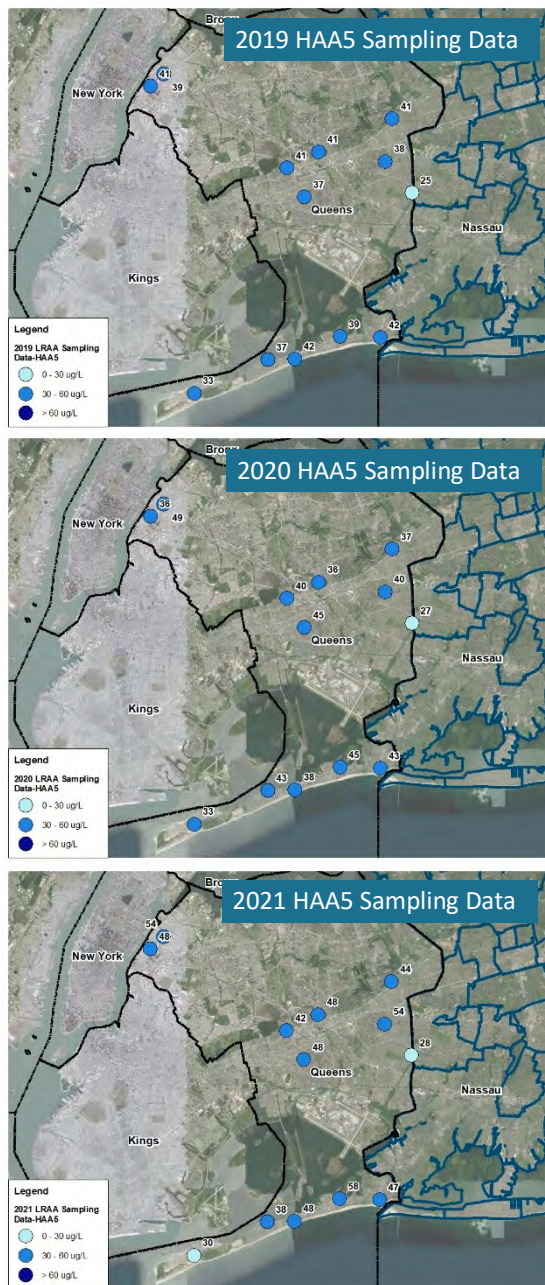 2019 HAA5 Sampling Data
New York
41
39
41
41
41
38
37
25
Queens
Nassau
Kings
39
42
37
42
33
Legend
2019 LRAA Sampling
Data-HAA5
0 - 30 ug/L
30 - 60 ug/L
> 60 ug/L
2020 HAA5 Sampling Data
New York
36
49
37
36
40
40
45
27
Queens
Nassau
Kings
45
43
43
38
33
Legend
2020 LRAA Sampling
Data-HAA5
0 - 30 ug/L
30 - 60 ug/L
> 60 ug/L
2021 HAA5 Sampling Data
54
New York
48
44
48
42
54
48
28
Queens
Nassau
Kings
58
47
38
48
30
Legend
2021 LRAA Sampling
Data-HAA5
0 - 30 ug/L
30 - 60 ug/L
> 60 ug/L